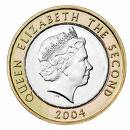 QUEEN ELIZABETH THE SECOND
2004